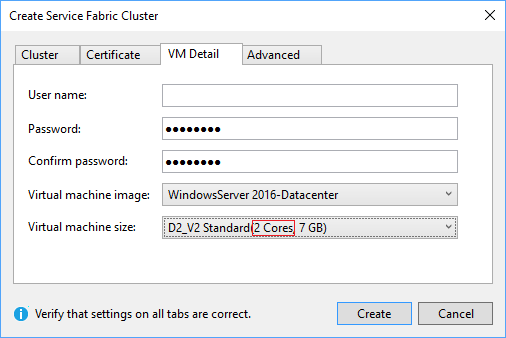 Create Service Fabric Cluster
Cluster Certificate VM Detail Advanced
User name:
Password: ●●●●●●●●
Confirm password: ●●●●●●●●
Virtual machine image: WindowsServer 2016-Datacenter
Virtual machine size: D2_V2 Standard(2 Cores, 7 GB)
Verify that settings on all tabs are correct. Create Cancel